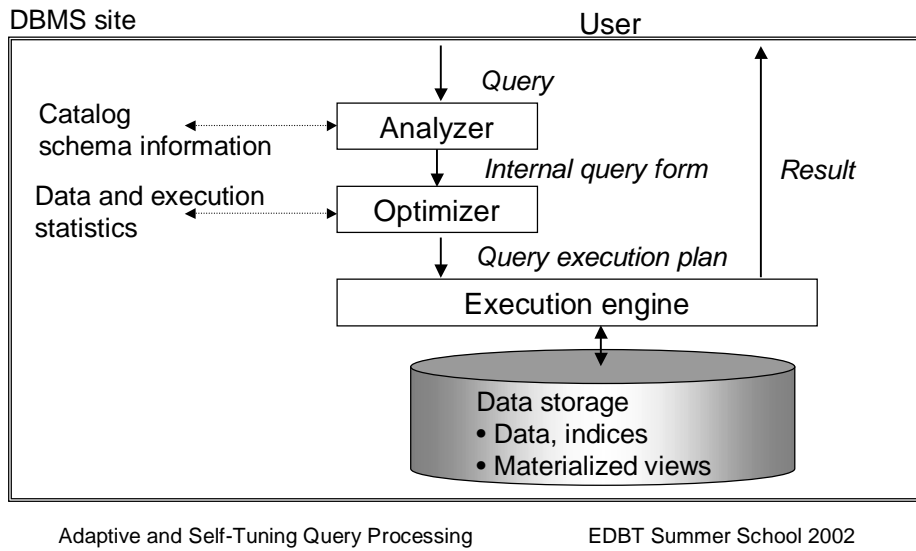 DBMS site
User
Query
Catalog
schema information
Analyzer
Internal query form
Result
Data and execution
statistics
Optimizer
Query execution plan
Execution engine
Data storage
• Data, indices
• Materialized views
Adaptive and Self-Tuning Query Processing
EDBT Summer School 2002